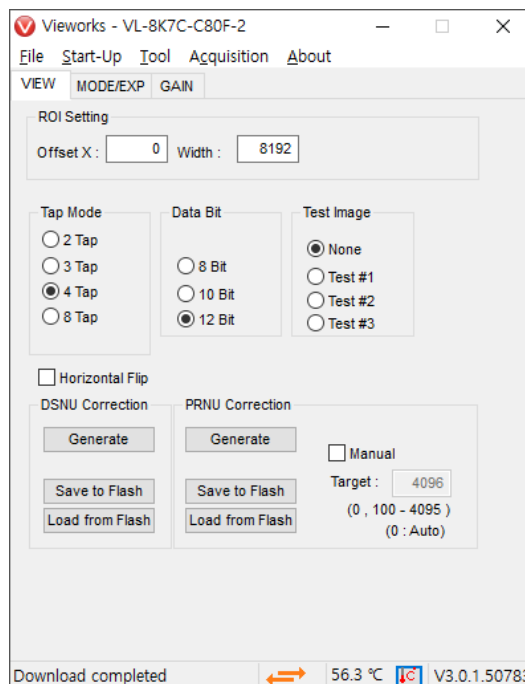 Vieworks - VL-8K7C-C80F-2
File Start-Up Tool Acquisition About
VIEW MODE/EXP GAIN
ROI Setting
Offset X : 0 Width : 8192
Tap Mode
2 Tap
3 Tap
4 Tap
8 Tap
Data Bit
8 Bit
10 Bit
12 Bit
Test Image
None
Test #1
Test #2
Test #3
Horizontal Flip
DSNU Correction
Generate
Save to Flash
Load from Flash
PRNU Correction
Generate
Save to Flash
Load from Flash
Manual
Target : 4096
(0 , 100 - 4095 )
(0 : Auto)
Download completed 56.3 ℃ C V3.0.1.50783